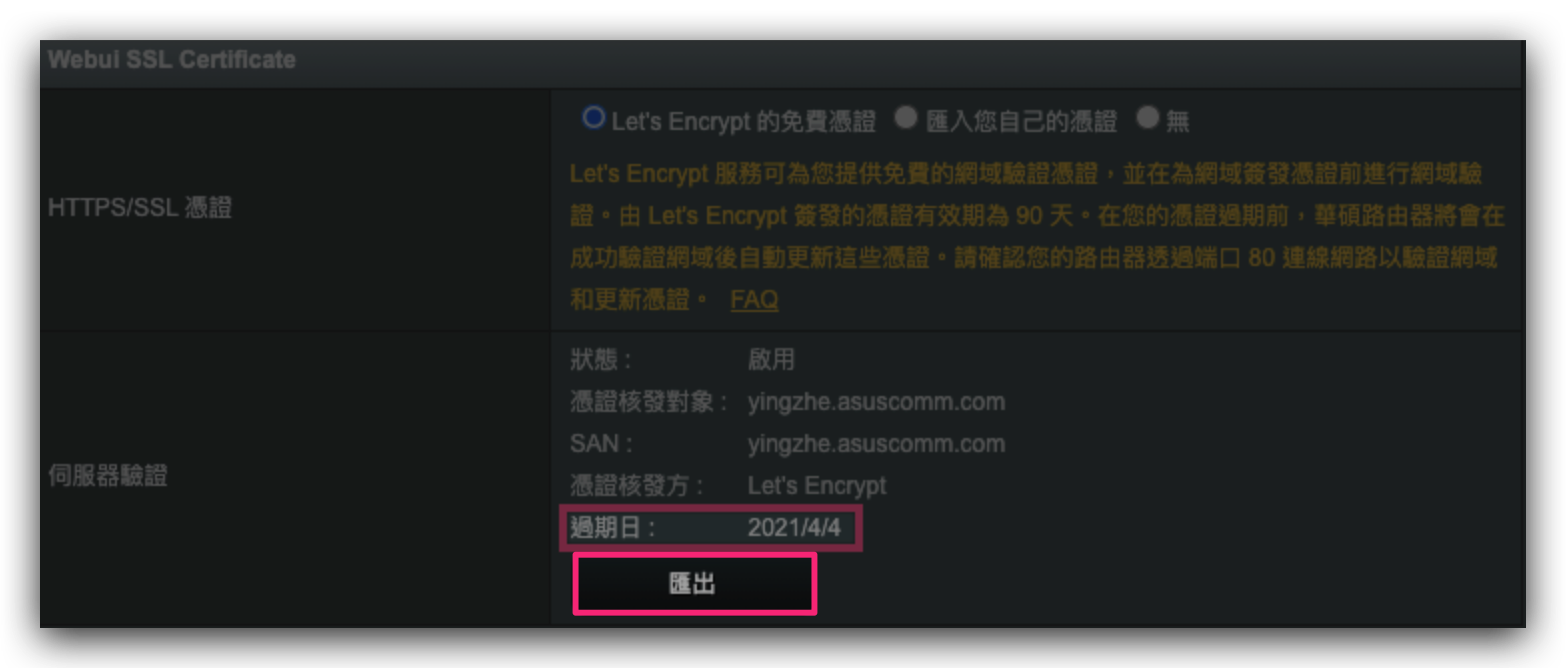 Webui SSL Certificate
HTTPS/SSL 憑證
Let's Encrypt 的免費憑證 匯入您自己的憑證 無
Let's Encrypt 服務可為您提供免費的網域驗證憑證，並在為網域簽發憑證前進行網域驗
證。由 Let's Encrypt 簽發的憑證有效期為 90 天。在您的憑證過期前，華碩路由器將會在
成功驗證網域後自動更新這些憑證。請確認您的路由器透過端口 80 連線網路以驗證網域
和更新憑證。 FAQ
伺服器驗證
狀態 : 啟用
憑證核發對象 : yingzhe.asuscomm.com
SAN : yingzhe.asuscomm.com
憑證核發方 : Let's Encrypt
過期日 : 2021/4/4
匯出